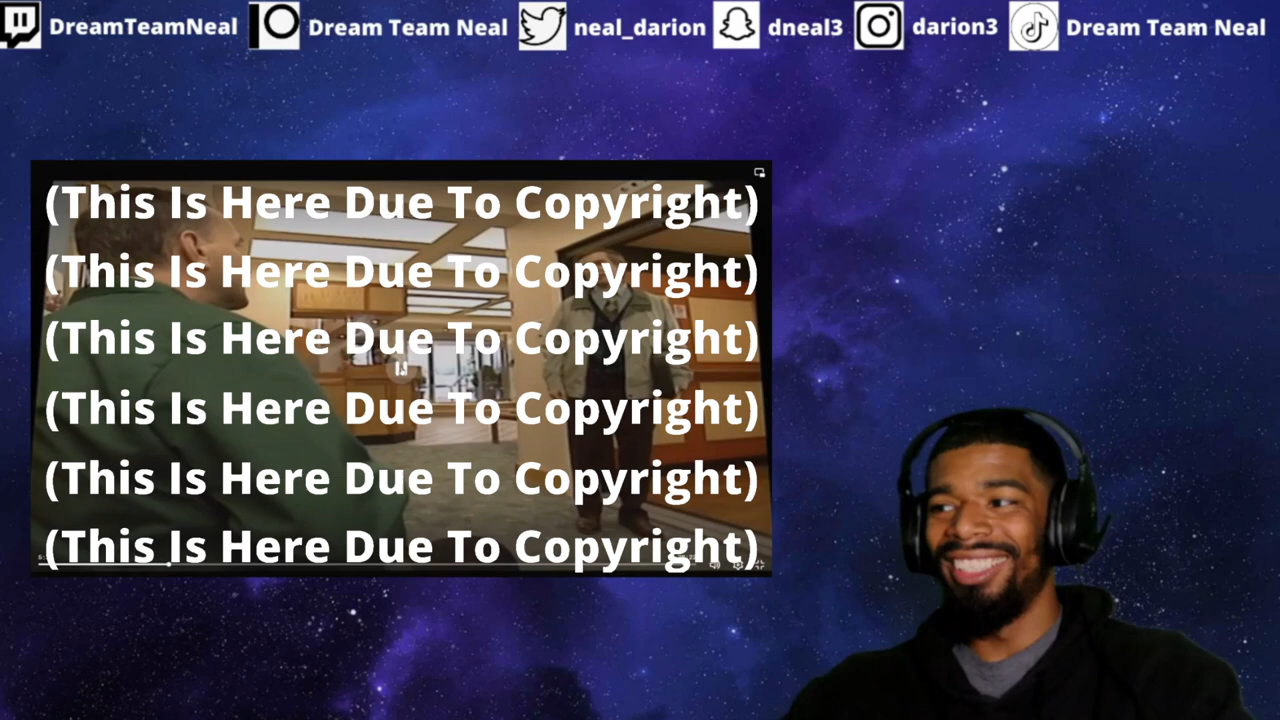 DreamTeamNeal Dream Team Neal neal_darion dneal3 darion3 Dream Team Neal
(This Is Here Due To Copyright)
(This Is Here Due To Copyright)
(This Is Here Due To Copyright)
(This Is Here Due To Copyright)
(This Is Here Due To Copyright)
(This Is Here Due To Copyright)